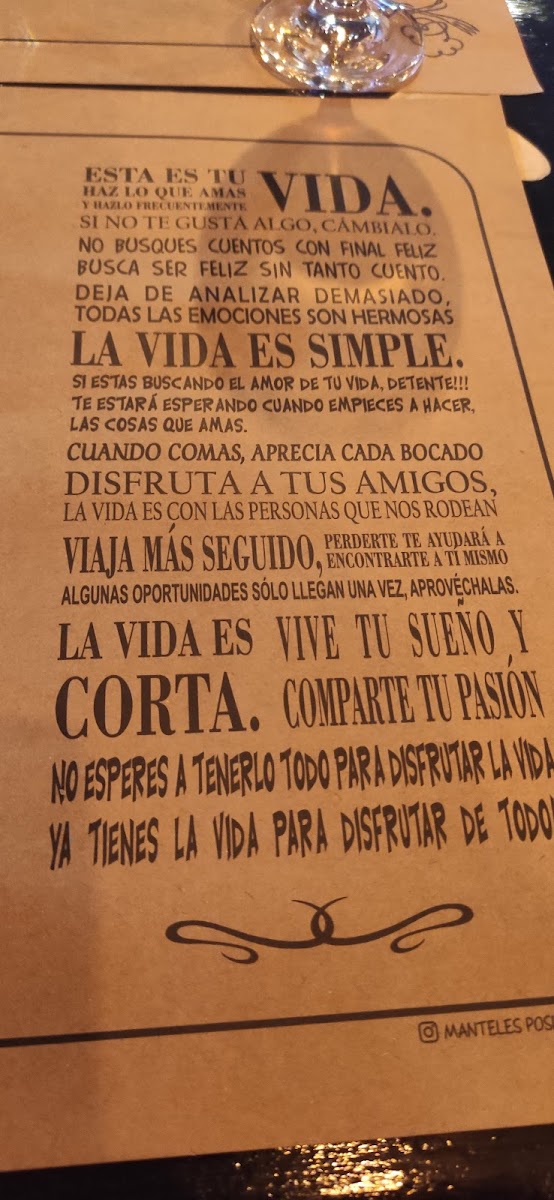 ESTA ES TU VIDA.
HAZ LO QUE AMAS
Y HAZLO FRECUENTEMENTE
SI NO TE GUSTA ALGO, CÁMBIALO.
NO BUSQUES CUENTOS CON FINAL FELIZ
BUSCA SER FELIZ SIN TANTO CUENTO.
DEJA DE ANALIZAR DEMASIADO,
TODAS LAS EMOCIONES SON HERMOSAS
LA VIDA ES SIMPLE.
SI ESTAS BUSCANDO EL AMOR DE TU VIDA, DETENTE!!!
TE ESTARÁ ESPERANDO CUANDO EMPIECES A HACER,
LAS COSAS QUE AMAS.
CUANDO COMAS, APRECIA CADA BOCADO
DISFRUTA A TUS AMIGOS,
LA VIDA ES CON LAS PERSONAS QUE NOS RODEAN
VIAJA MÁS SEGUIDO, PERDERTE TE AYUDARÁ A
ENCONTRARTE A TI MISMO
ALGUNAS OPORTUNIDADES SÓLO LLEGAN UNA VEZ, APROVÉCHALAS.
LA VIDA ES CORTA.
VIVE TU SUEÑO Y
COMPARTE TU PASIÓN
NO ESPERES A TENERLO TODO PARA DISFRUTAR LA VIDA
YA TIENES LA VIDA PARA DISFRUTAR DE TODO
MANTELES